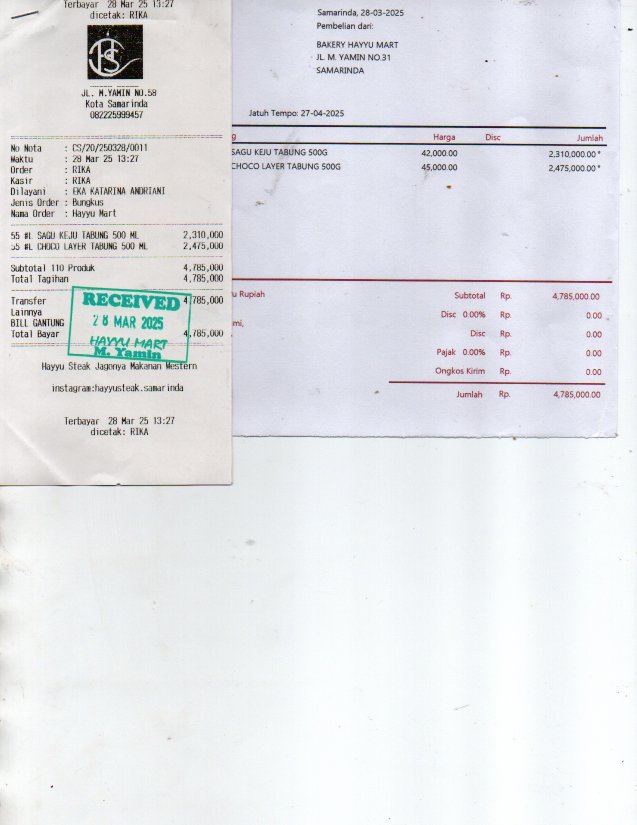 Terbayar 28 Mar 25 13:27
dicetak: RIKA
JL. M.YAMIN NO.58
Kota Samarinda
082225999457
No Nota : CS/20/250328/0011
Waktu : 28 Mar 25 13:27
Order : RIKA
Kasir : RIKA
Dilayani : EKA KATARINA ANDRIANI
Jenis Order : Bungkus
Nama Order : Hayyu Mart
55 #L SAGU KEJU TABUNG 500 ML 2,310,000
55 #L CHOCO LAYER TABUNG 500 ML 2,475,000
Subtotal 110 Produk 4,785,000
Total Tagihan 4,785,000
Transfer 4,785,000
Lainnya
BILL GANTUNG
Total Bayar 4,785,000
RECEIVED
28 MAR 2025
HAYYU MART
M. Yamin
Hayyu Steak Jagonya Makanan Western
instagram:hayyusteak.samarinda
Terbayar 28 Mar 25 13:27
dicetak: RIKA
Samarinda, 28-03-2025
Pembelian dari:
BAKERY HAYYU MART
JL. M. YAMIN NO.31
SAMARINDA
Jatuh Tempo: 27-04-2025
g Harga Disc Jumlah
SAGU KEJU TABUNG 500G 42,000.00 2,310,000.00 *
CHOCO LAYER TABUNG 500G 45,000.00 2,475,000.00 *
u Rupiah
mi,
Subtotal Rp. 4,785,000.00
Disc 0.00% Rp. 0.00
Disc Rp. 0.00
Pajak 0.00% Rp. 0.00
Ongkos Kirim Rp. 0.00
Jumlah Rp. 4,785,000.00